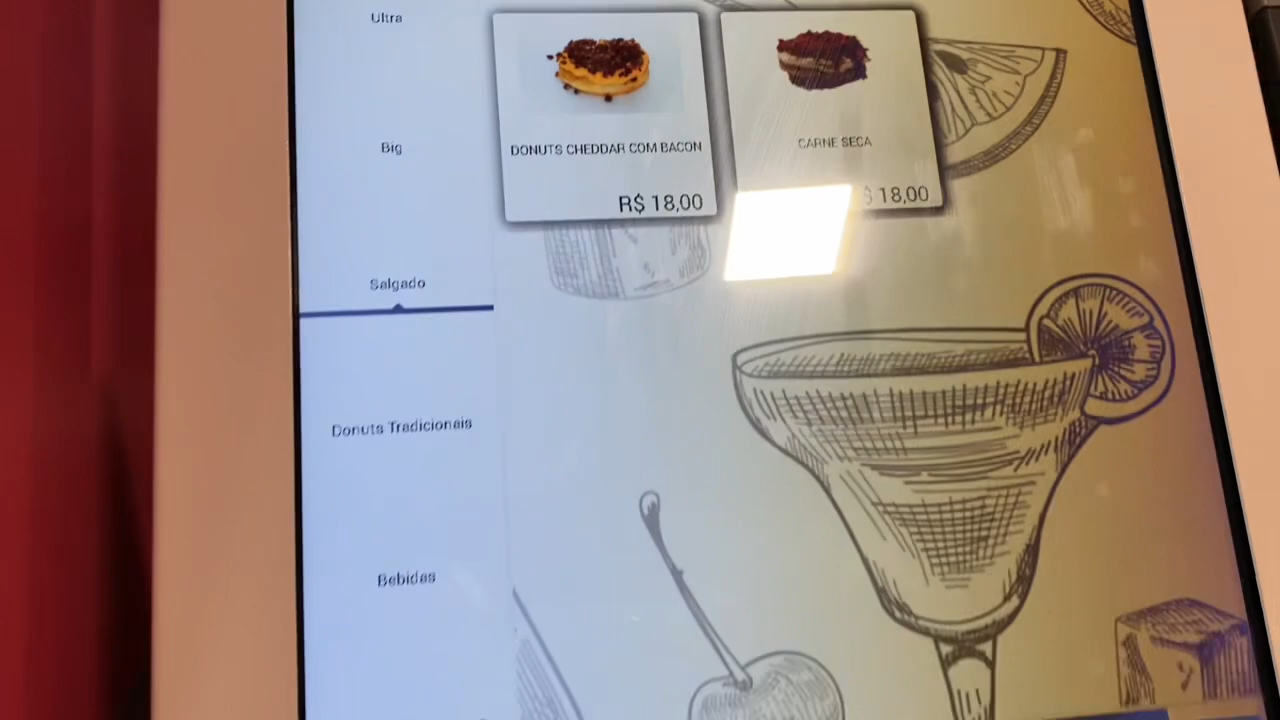 Ultra
Big
Salgado
Donuts Tradicionais
Bebidas
DONUTS CHEDDAR COM BACON
R$ 18,00
CARNE SECA
$ 18,00